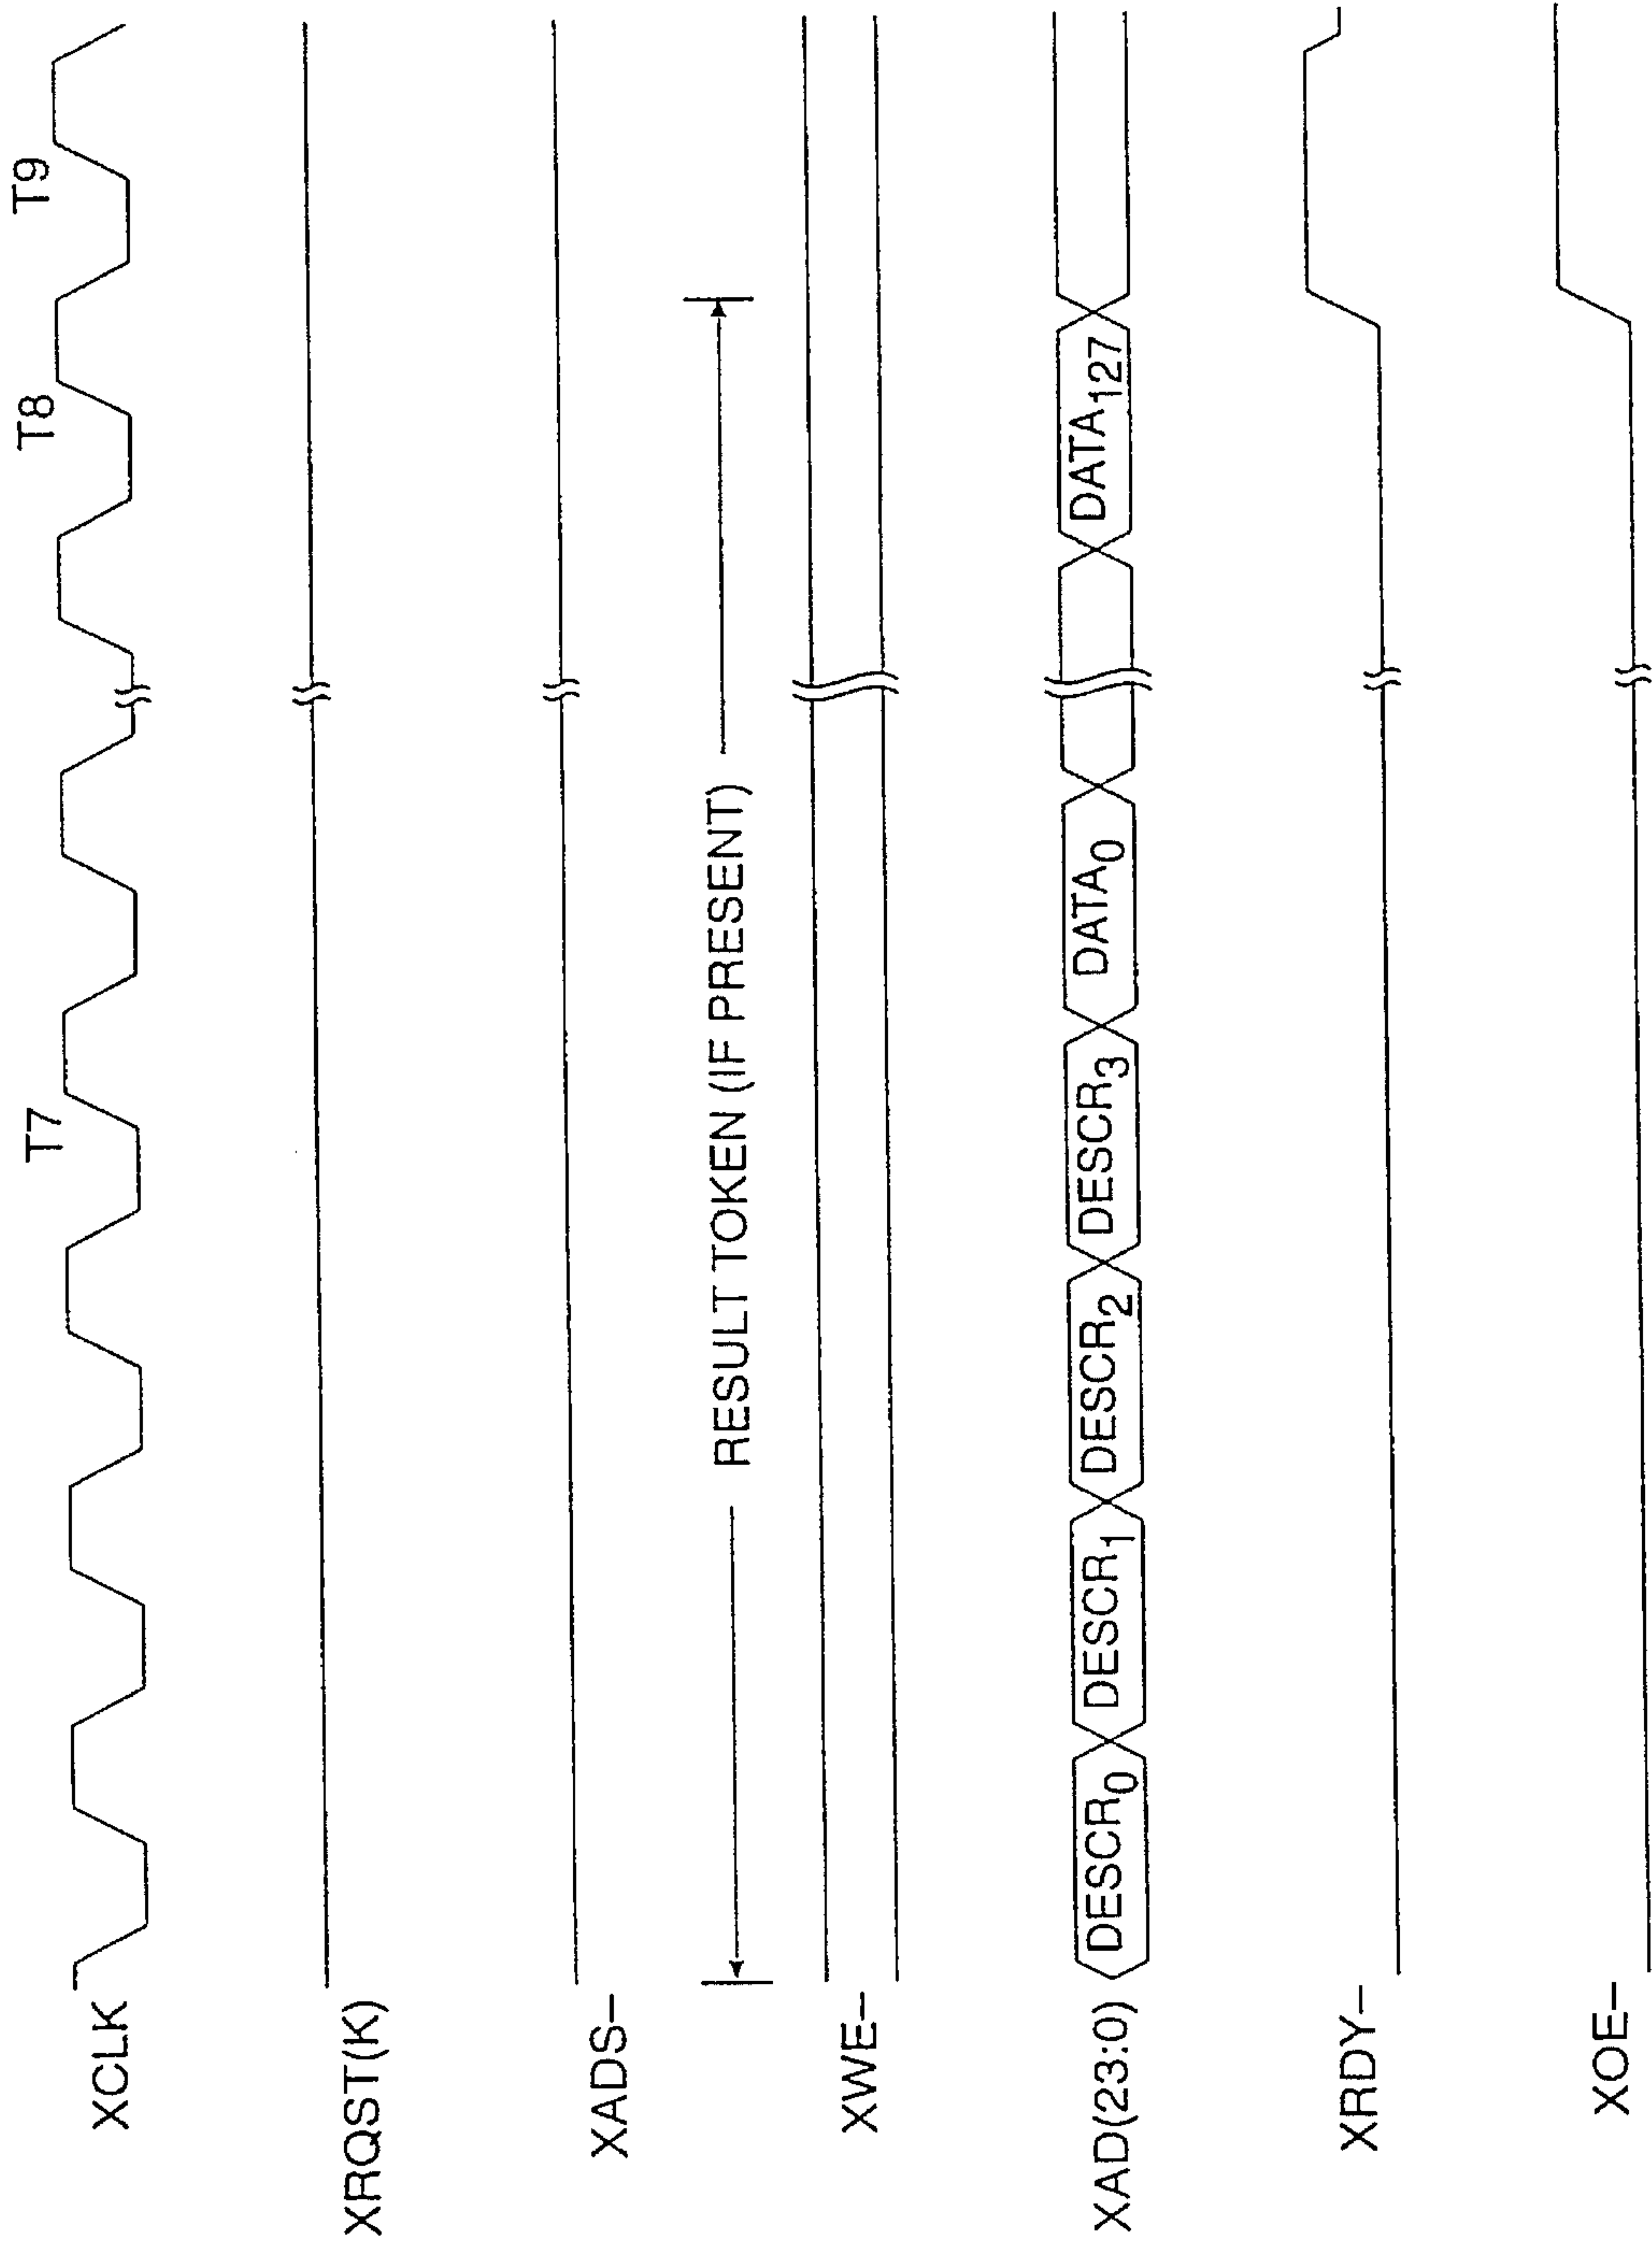 T7 T8 T9
XCLK
XRQST(K)
XADS–
RESULT TOKEN (IF PRESENT)
XWE–
XAD(23:0) DESCR0 DESCR1 DESCR2 DESCR3 DATA0 DATA127
XRDY–
XOE–